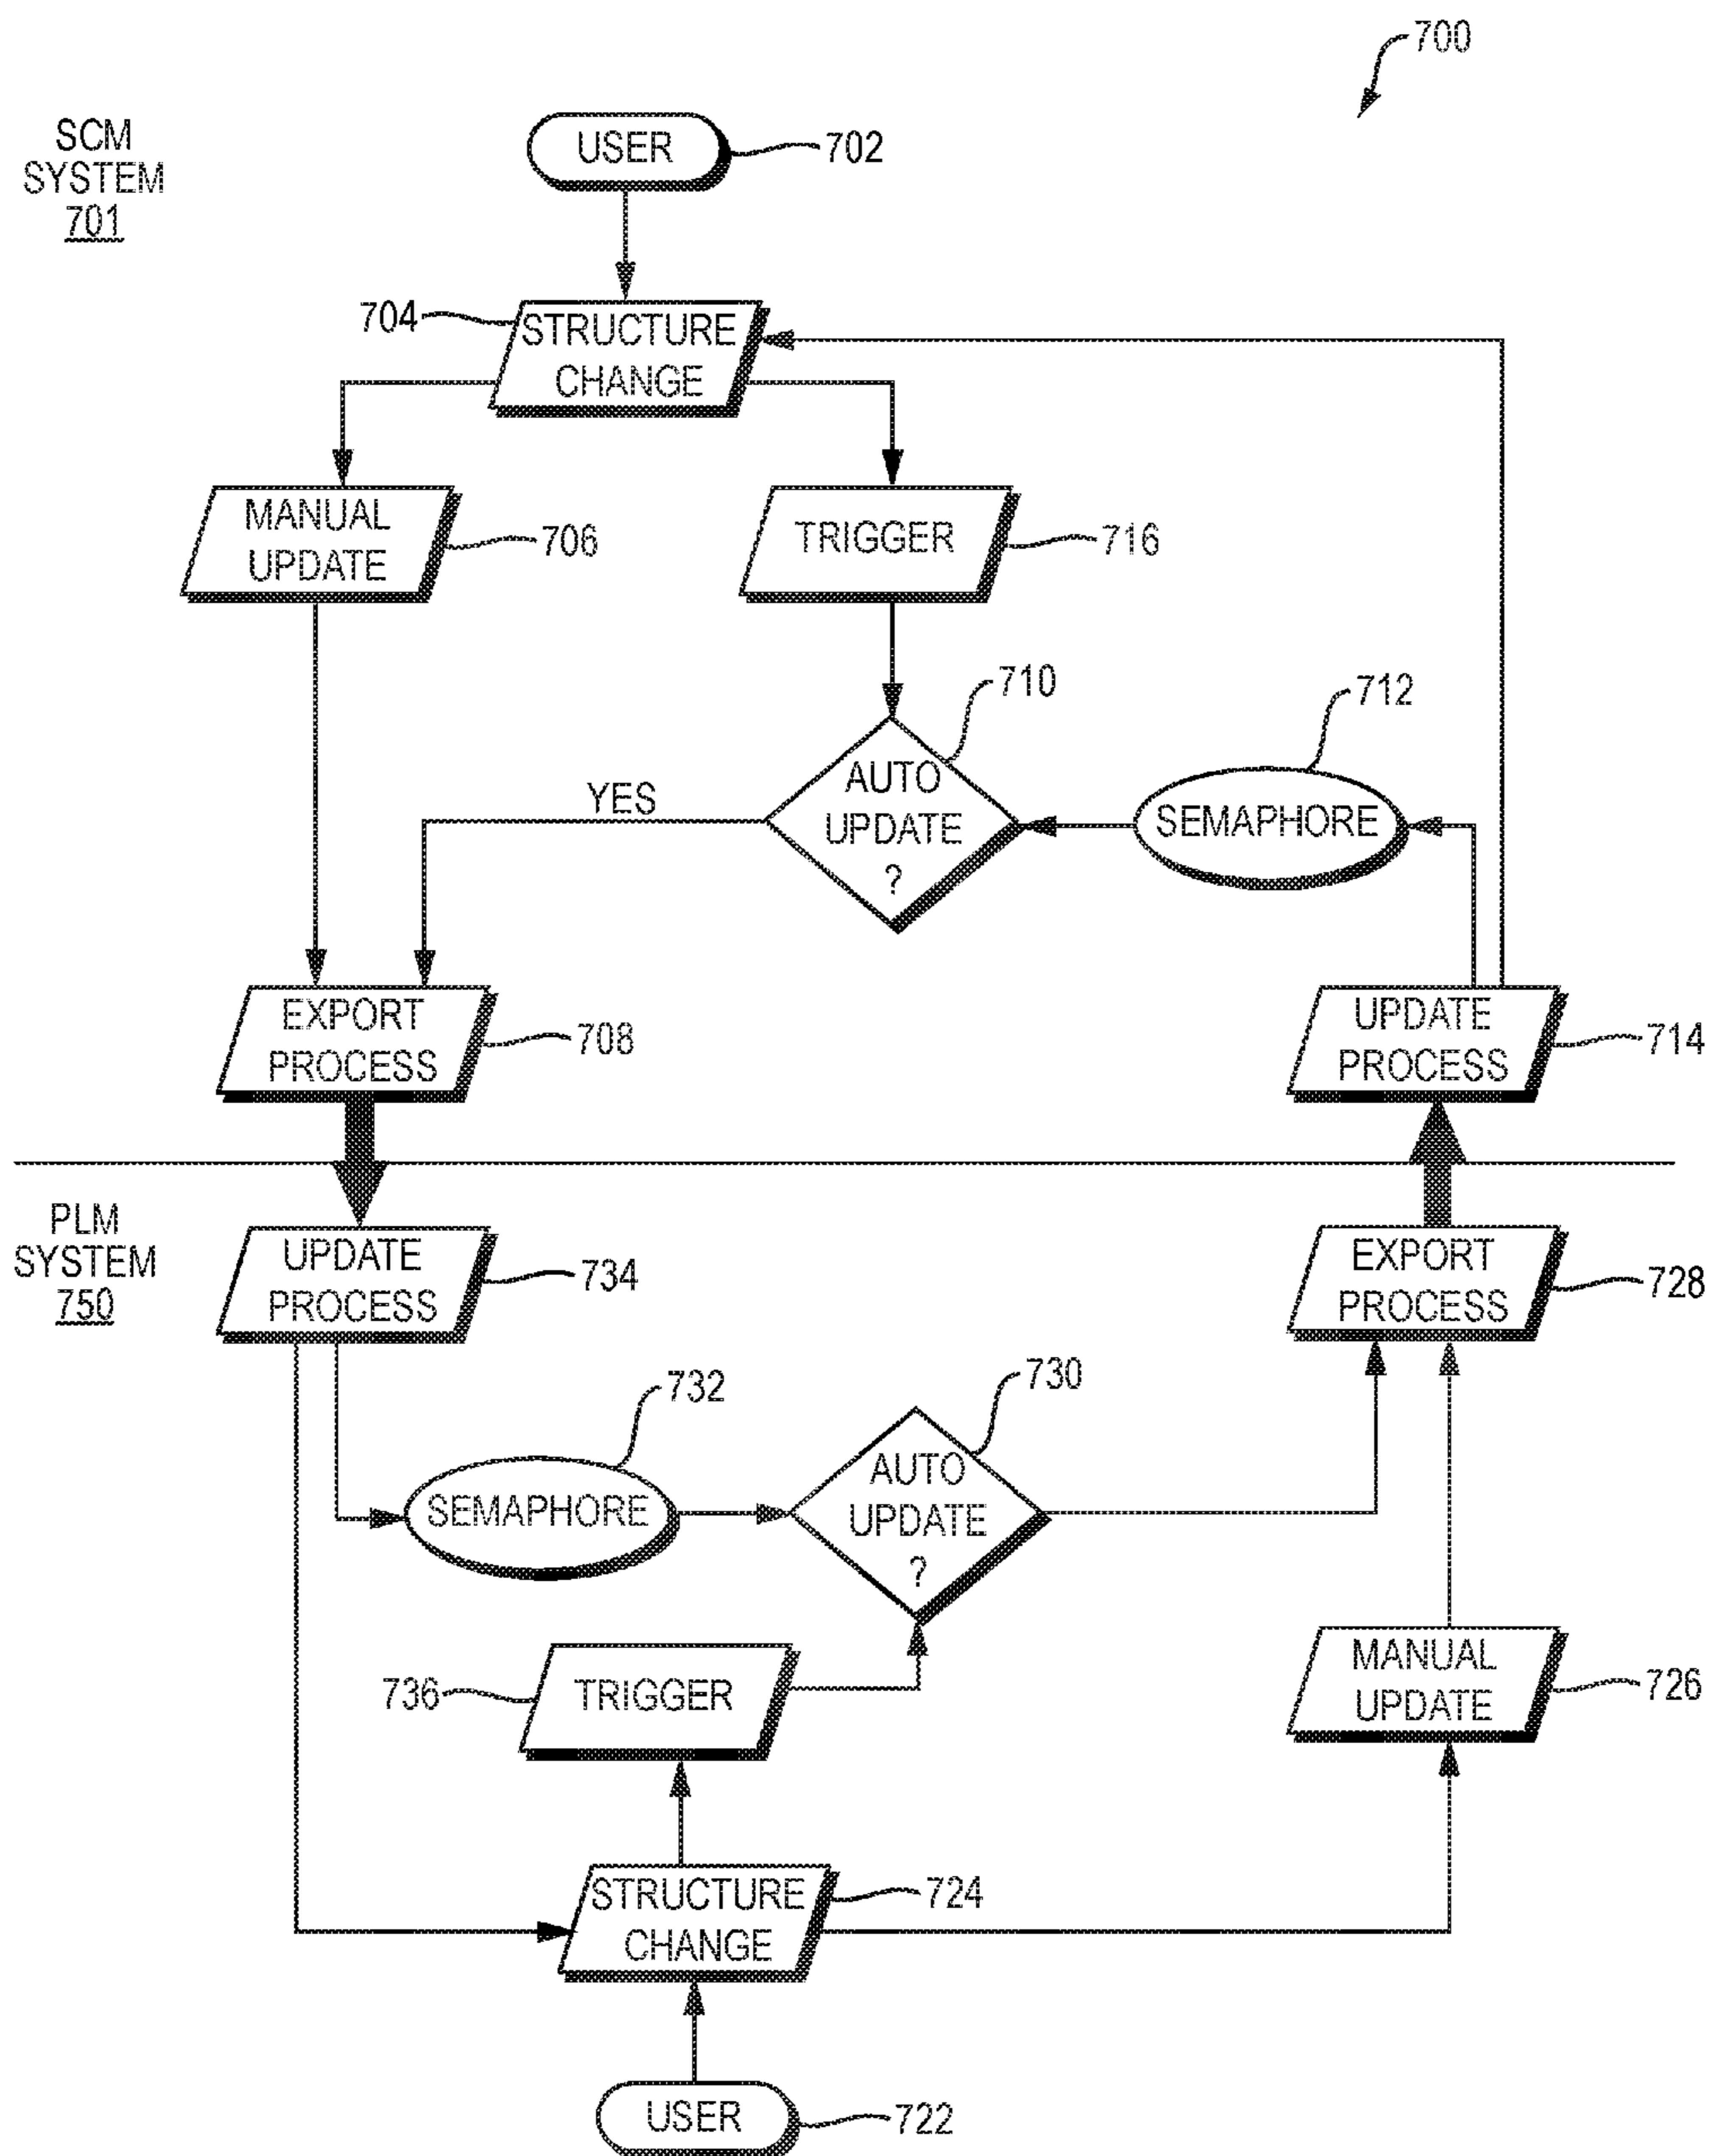 700
SCM
SYSTEM
701
USER
702
704
STRUCTURE
CHANGE
MANUAL
UPDATE
706
TRIGGER
716
710
712
AUTO
UPDATE
?
YES
SEMAPHORE
EXPORT
PROCESS
708
UPDATE
PROCESS
714
PLM
SYSTEM
750
UPDATE
PROCESS
734
EXPORT
PROCESS
728
732
730
SEMAPHORE
AUTO
UPDATE
?
736
TRIGGER
MANUAL
UPDATE
726
STRUCTURE
CHANGE
724
USER
722